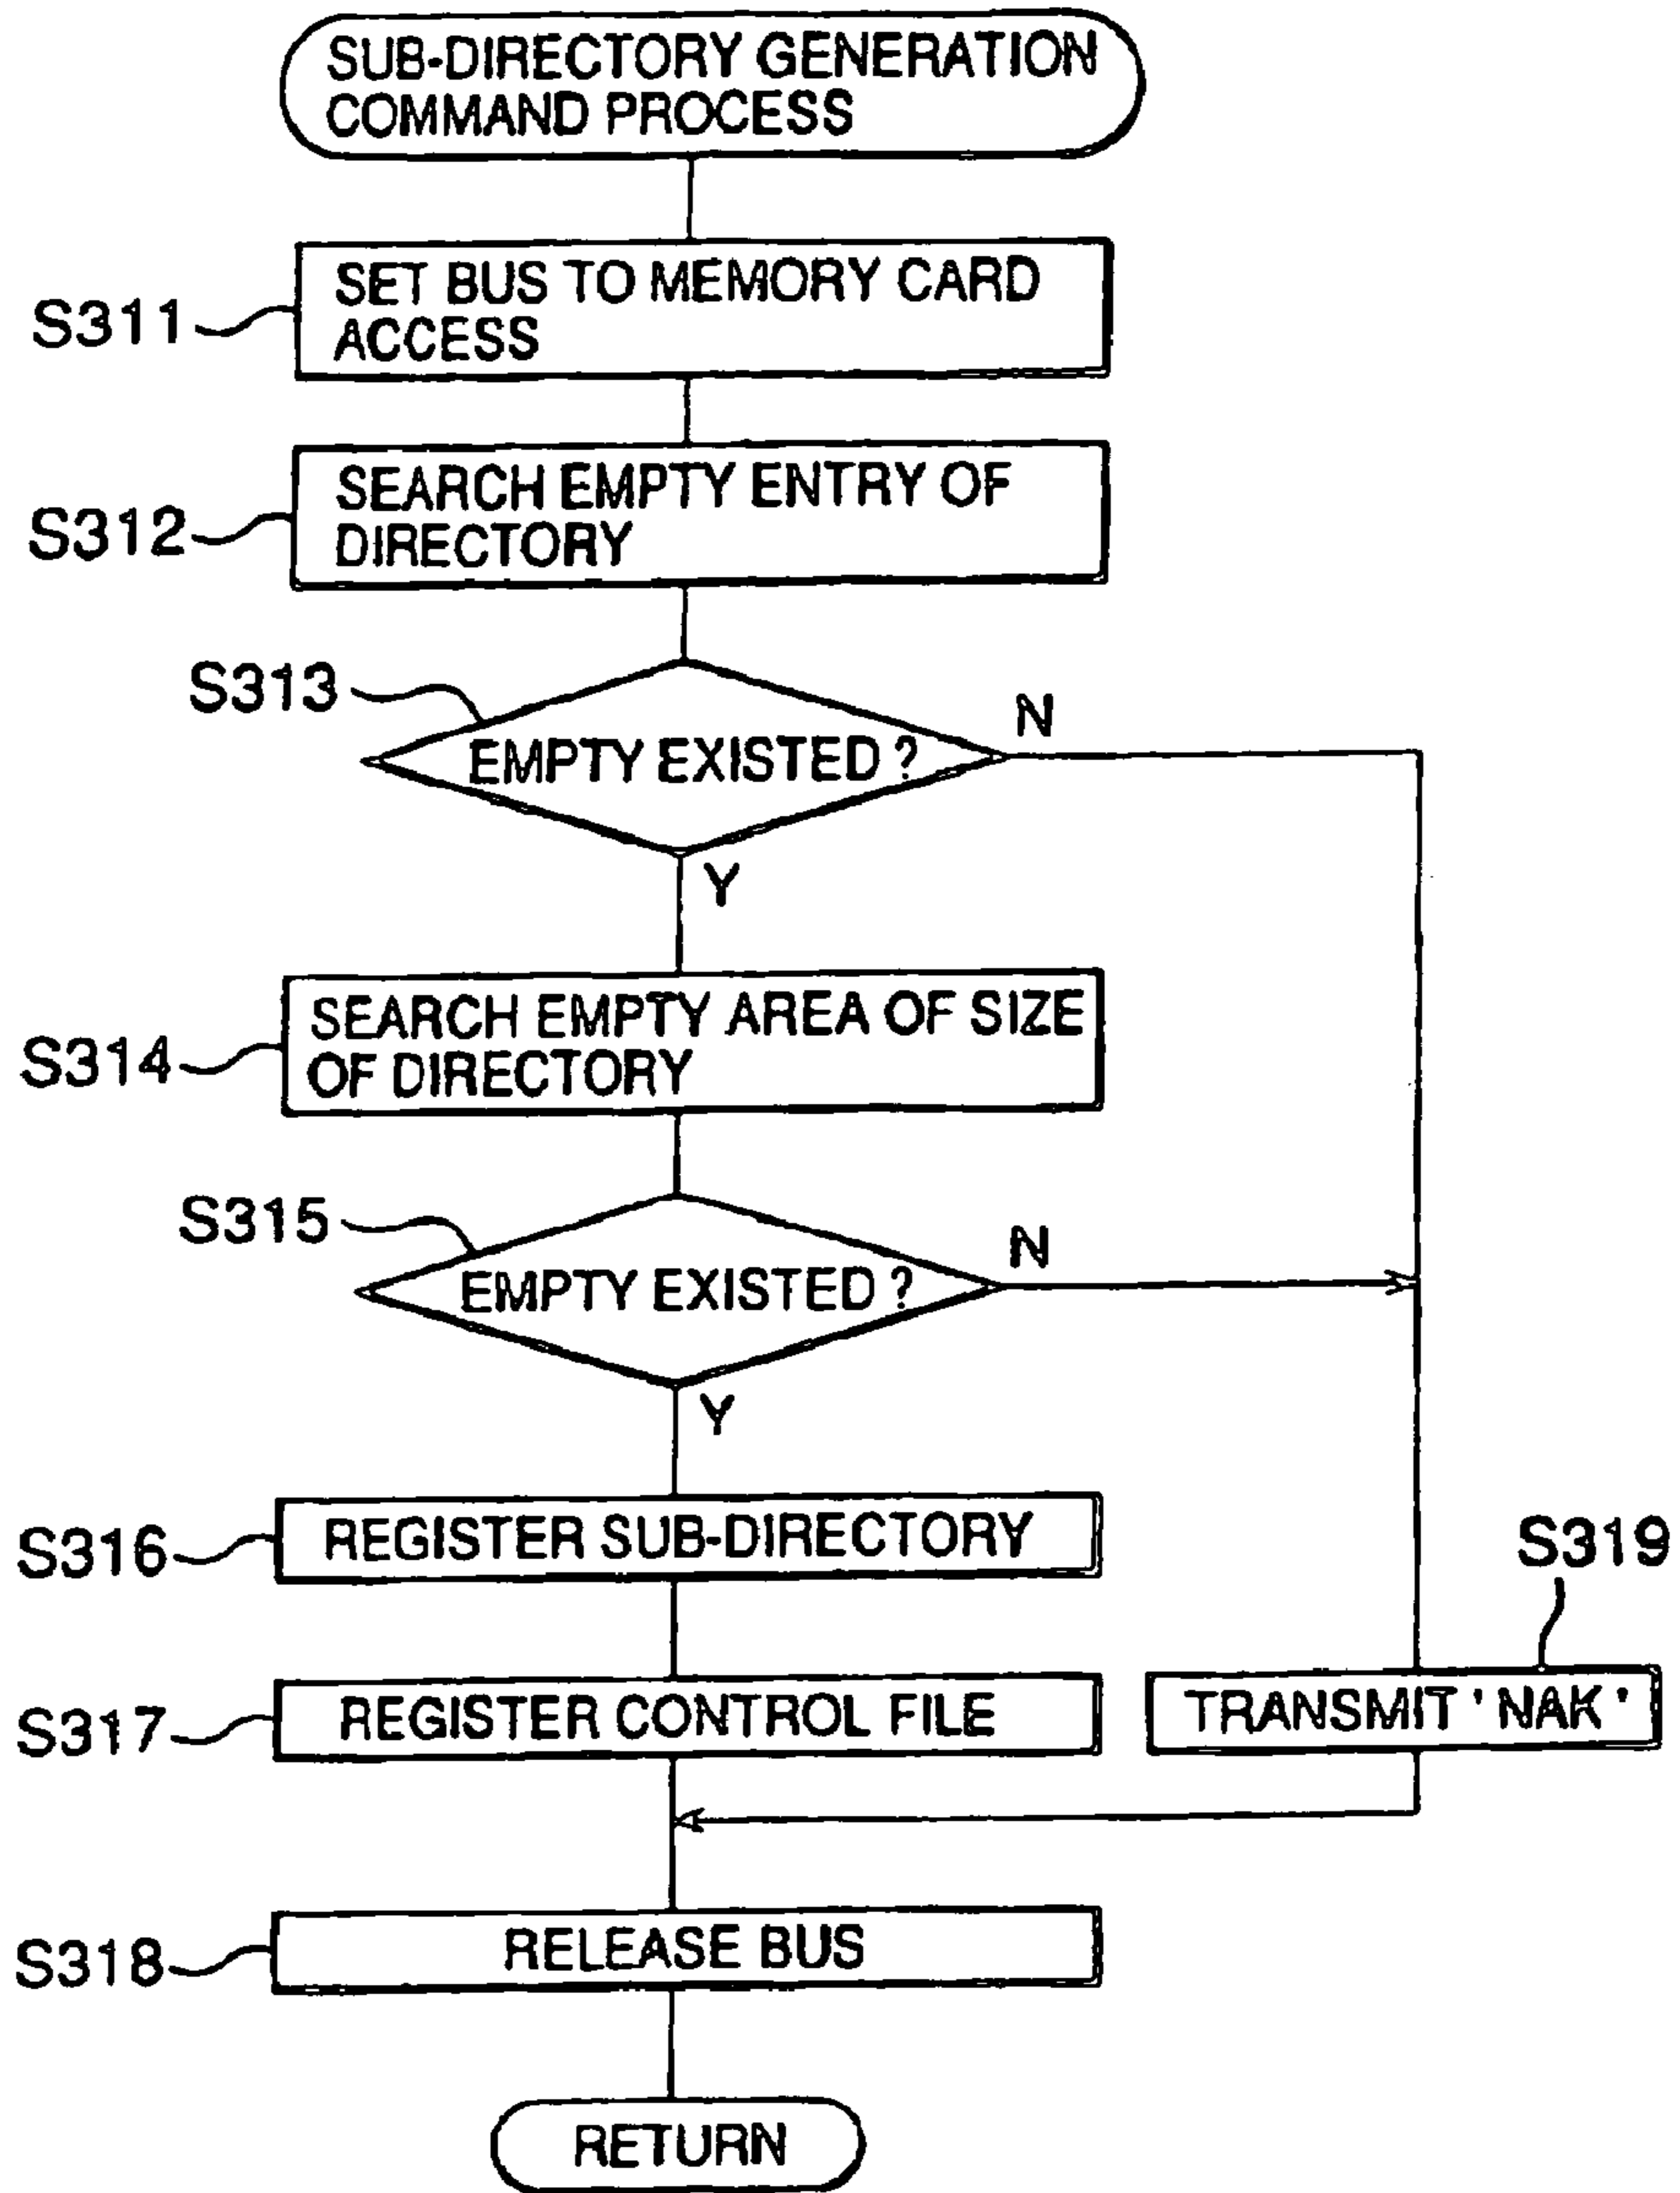 SUB-DIRECTORY GENERATION
COMMAND PROCESS
S311
SET BUS TO MEMORY CARD
ACCESS
S312
SEARCH EMPTY ENTRY OF
DIRECTORY
S313
EMPTY EXISTED ?
N
Y
S314
SEARCH EMPTY AREA OF SIZE
OF DIRECTORY
S315
EMPTY EXISTED ?
N
Y
S316
REGISTER SUB-DIRECTORY
S317
REGISTER CONTROL FILE
S319
TRANSMIT ' NAK '
S318
RELEASE BUS
RETURN